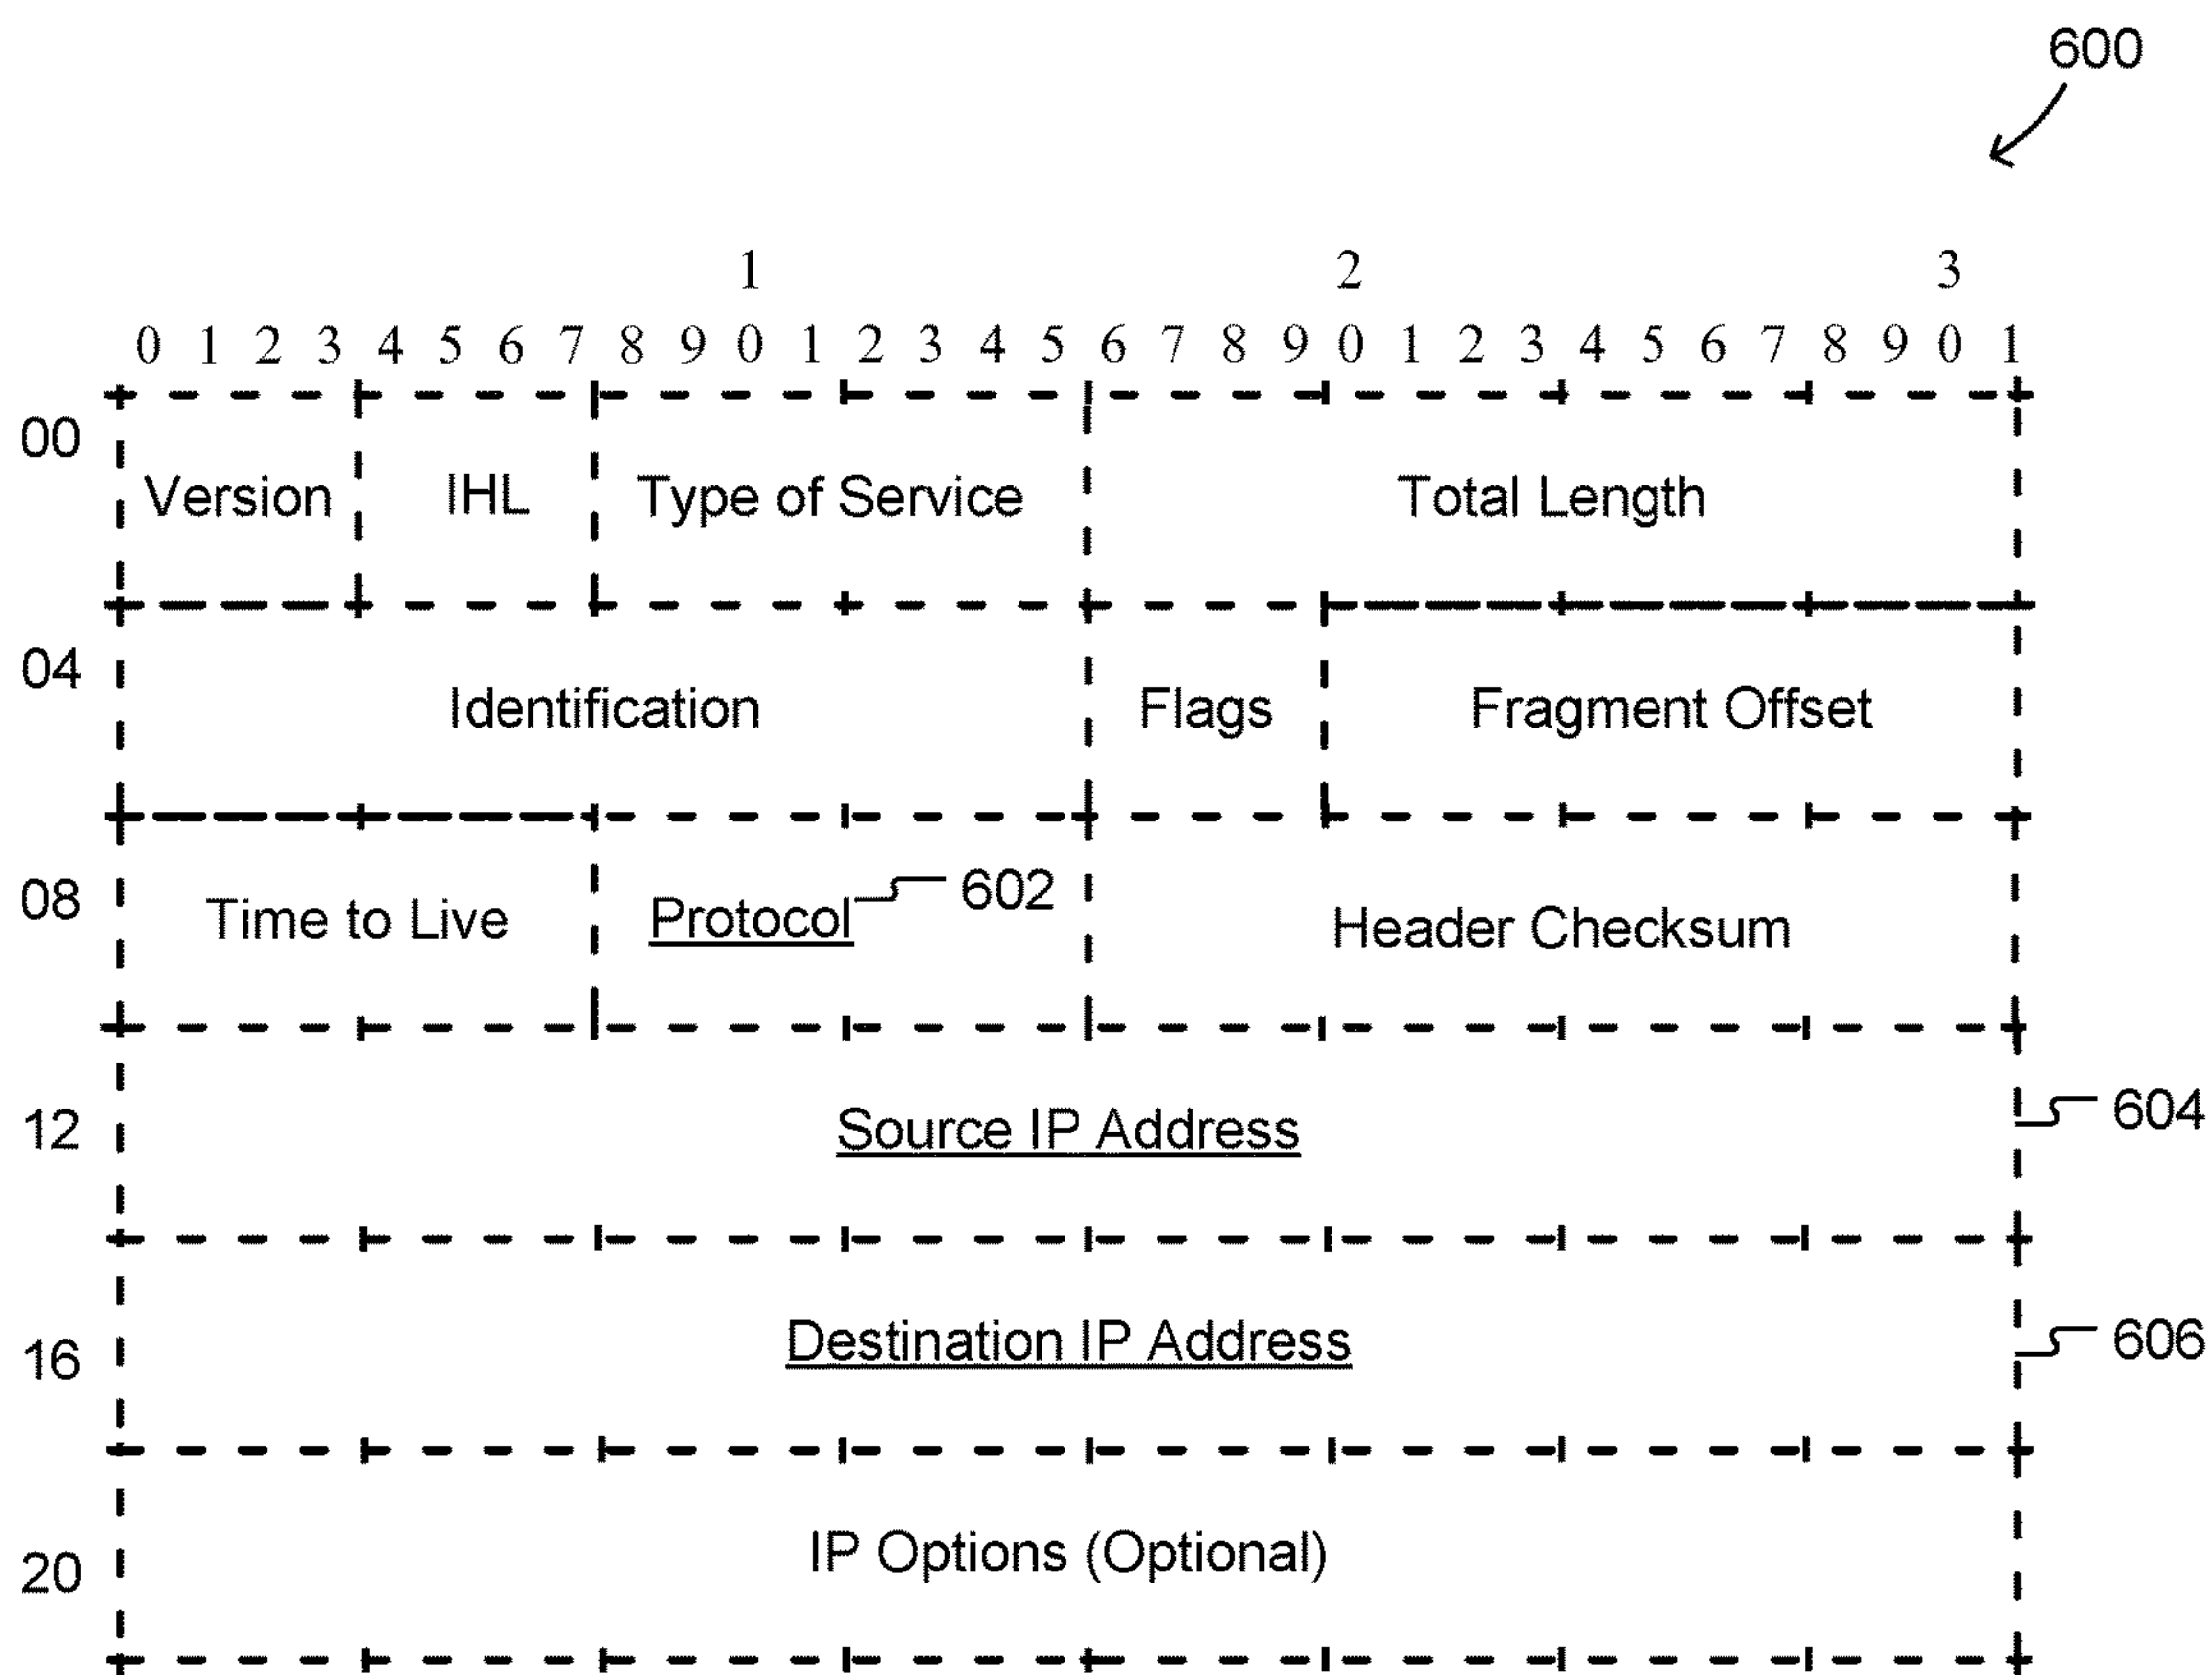 600
1 2 3
0 1 2 3 4 5 6 7 8 9 0 1 2 3 4 5 6 7 8 9 0 1 2 3 4 5 6 7 8 9 0 1
00
Version IHL Type of Service Total Length
04
Identification Flags Fragment Offset
08
Time to Live Protocol 602 Header Checksum
12 Source IP Address 604
16 Destination IP Address 606
20 IP Options (Optional)